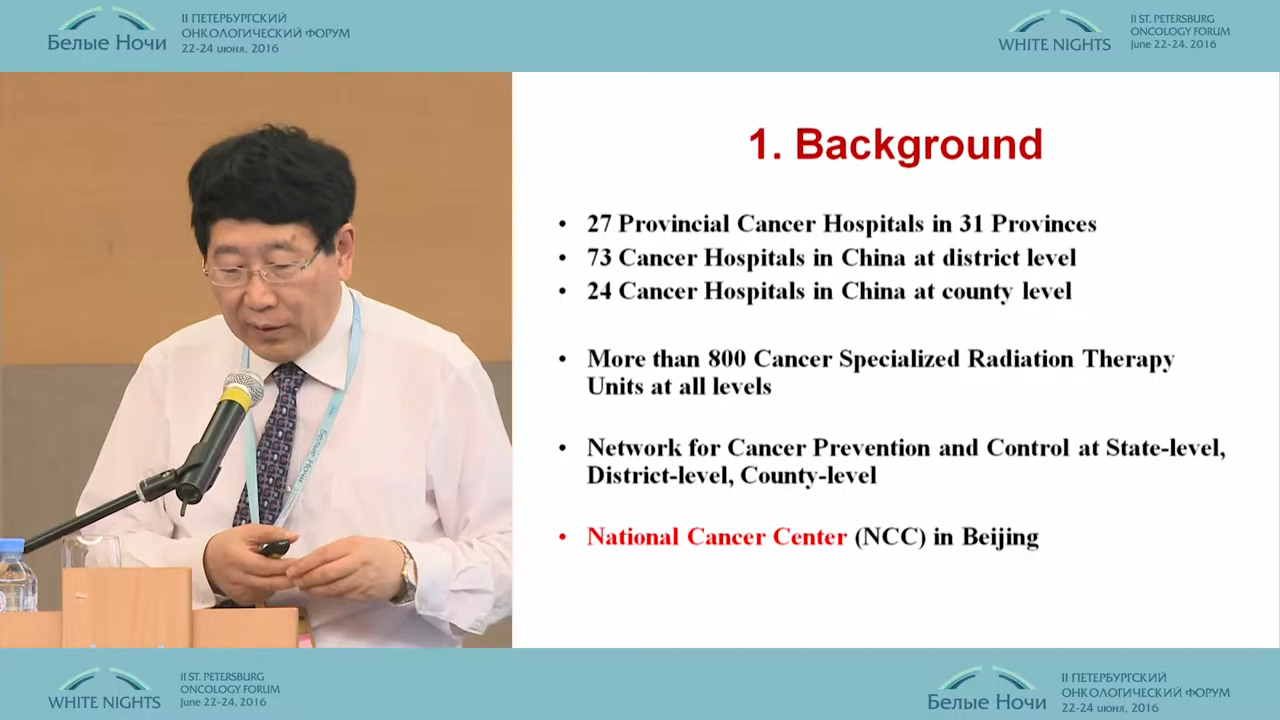 Белые Ночи
II ПЕТЕРБУРГСКИЙ
ОНКОЛОГИЧЕСКИЙ ФОРУМ
22-24 июня, 2016
WHITE NIGHTS
II ST. PETERSBURG
ONCOLOGY FORUM
June 22-24, 2016
1. Background
• 27 Provincial Cancer Hospitals in 31 Provinces
• 73 Cancer Hospitals in China at district level
• 24 Cancer Hospitals in China at county level
• More than 800 Cancer Specialized Radiation Therapy
Units at all levels
• Network for Cancer Prevention and Control at State-level,
District-level, County-level
• National Cancer Center (NCC) in Beijing
Белые Ночи
WHITE NIGHTS
II ST. PETERSBURG
ONCOLOGY FORUM
June 22-24, 2016
Белые Ночи
II ПЕТЕРБУРГСКИЙ
ОНКОЛОГИЧЕСКИЙ ФОРУМ
22-24 июня, 2016